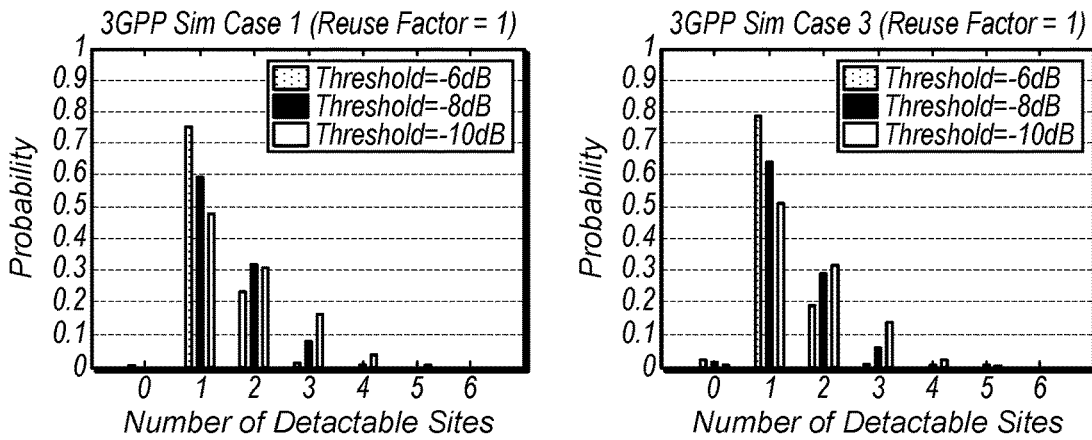 3GPP Sim Case 1 (Reuse Factor = 1)
1
0.9
0.8
0.7
0.6
0.5
0.4
0.3
0.2
0.1
0
Probability
Threshold=-6dB
Threshold=-8dB
Threshold=-10dB
0 1 2 3 4 5 6
Number of Detactable Sites
3GPP Sim Case 3 (Reuse Factor = 1)
1
0.9
0.8
0.7
0.6
0.5
0.4
0.3
0.2
0.1
0
Probability
Threshold=-6dB
Threshold=-8dB
Threshold=-10dB
0 1 2 3 4 5 6
Number of Detactable Sites